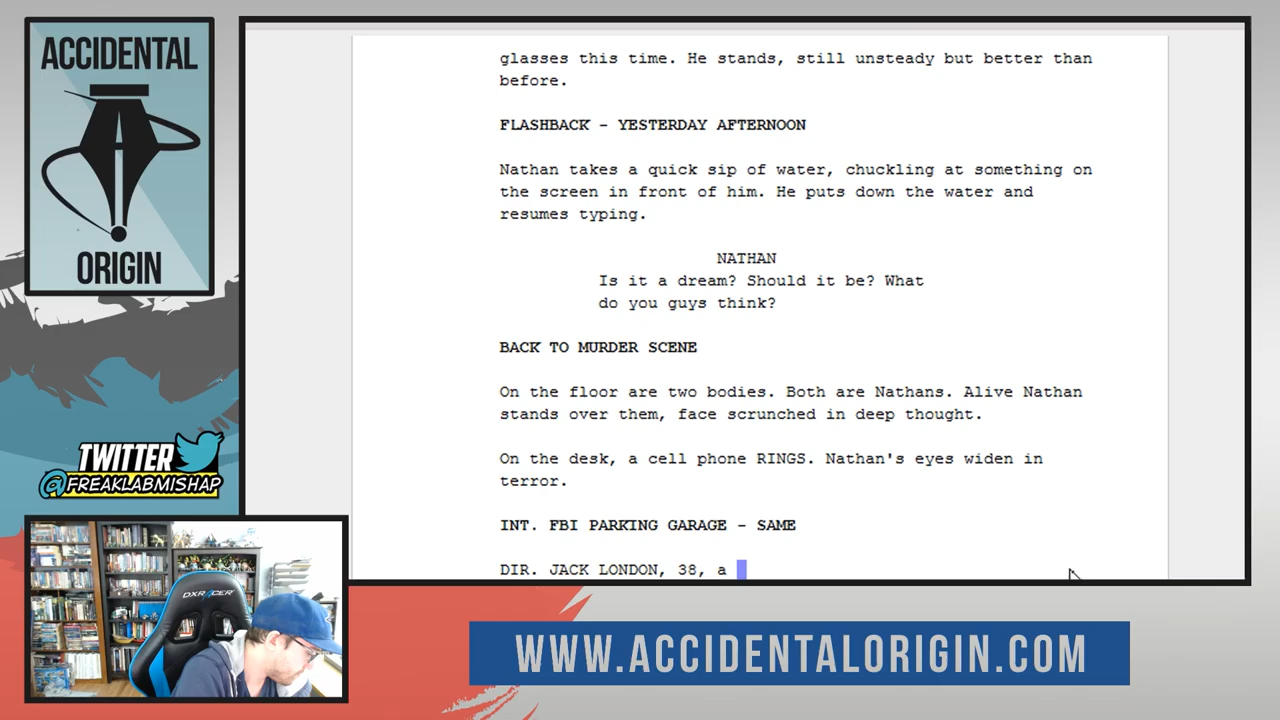 ACCIDENTAL
ORIGIN
glasses this time. He stands, still unsteady but better than
before.
FLASHBACK - YESTERDAY AFTERNOON
Nathan takes a quick sip of water, chuckling at something on
the screen in front of him. He puts down the water and
resumes typing.
NATHAN
Is it a dream? Should it be? What
do you guys think?
BACK TO MURDER SCENE
On the floor are two bodies. Both are Nathans. Alive Nathan
stands over them, face scrunched in deep thought.
On the desk, a cell phone RINGS. Nathan's eyes widen in
terror.
INT. FBI PARKING GARAGE - SAME
DIR. JACK LONDON, 38, a
TWITTER
@FREAKLABMISHAP
DXRACER
WWW.ACCIDENTALORIGIN.COM